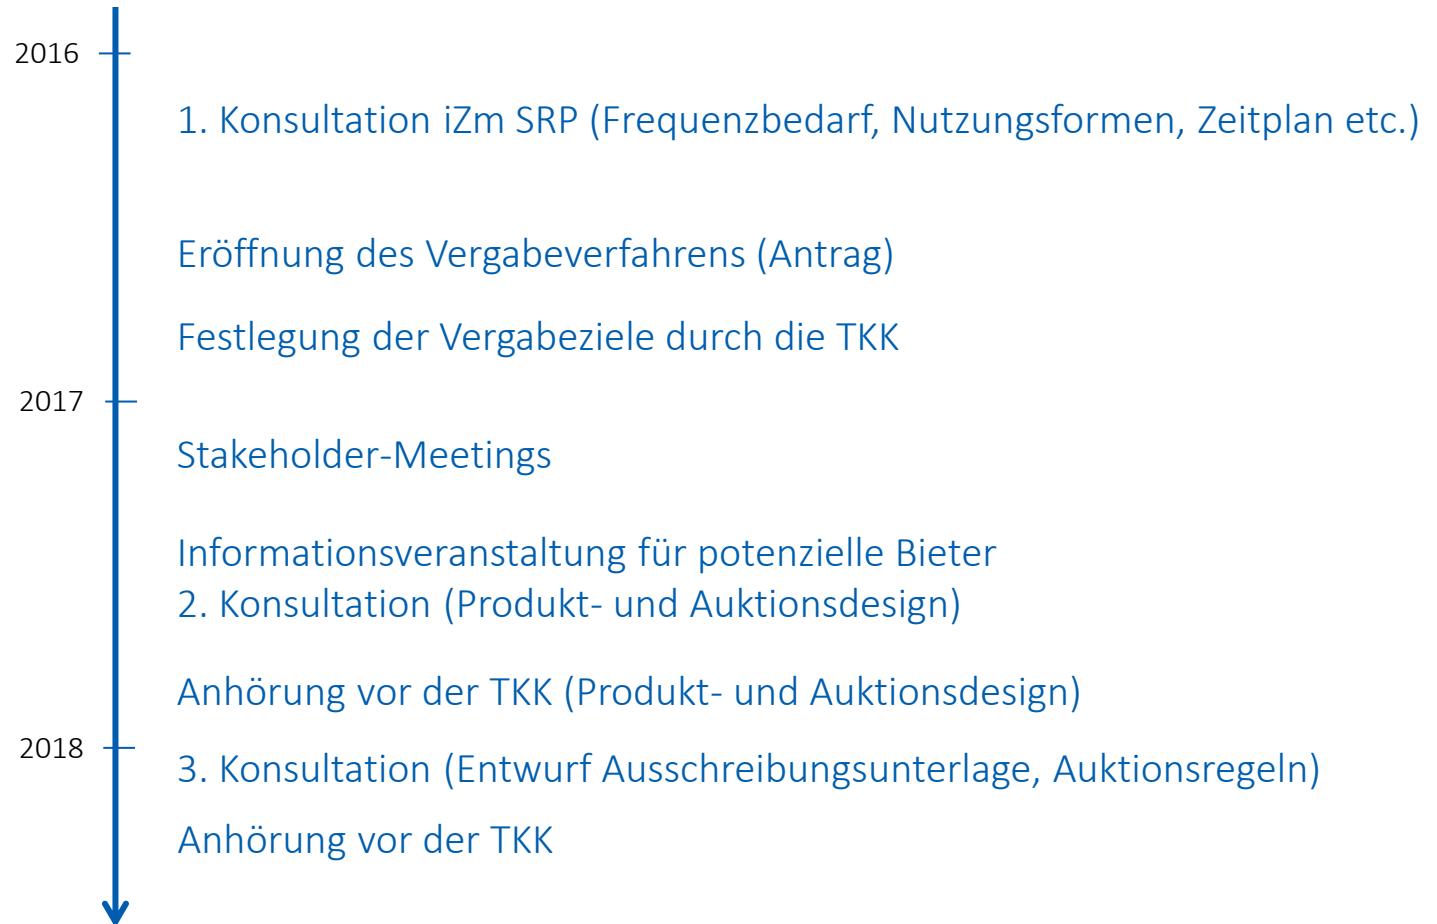 2016
1. Konsultation iZm SRP (Frequenzbedarf, Nutzungsformen, Zeitplan etc.)
Eröffnung des Vergabeverfahrens (Antrag)
Festlegung der Vergabeziele durch die TKK
2017
Stakeholder-Meetings
Informationsveranstaltung für potenzielle Bieter
2. Konsultation (Produkt- und Auktionsdesign)
Anhörung vor der TKK (Produkt- und Auktionsdesign)
2018
3. Konsultation (Entwurf Ausschreibungsunterlage, Auktionsregeln)
Anhörung vor der TKK